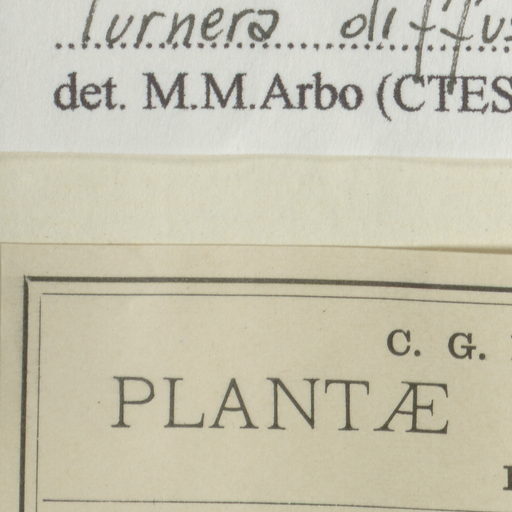 Turnera diffus
det. M.M.Arbo (CTES
C. G.
PLANTÆ